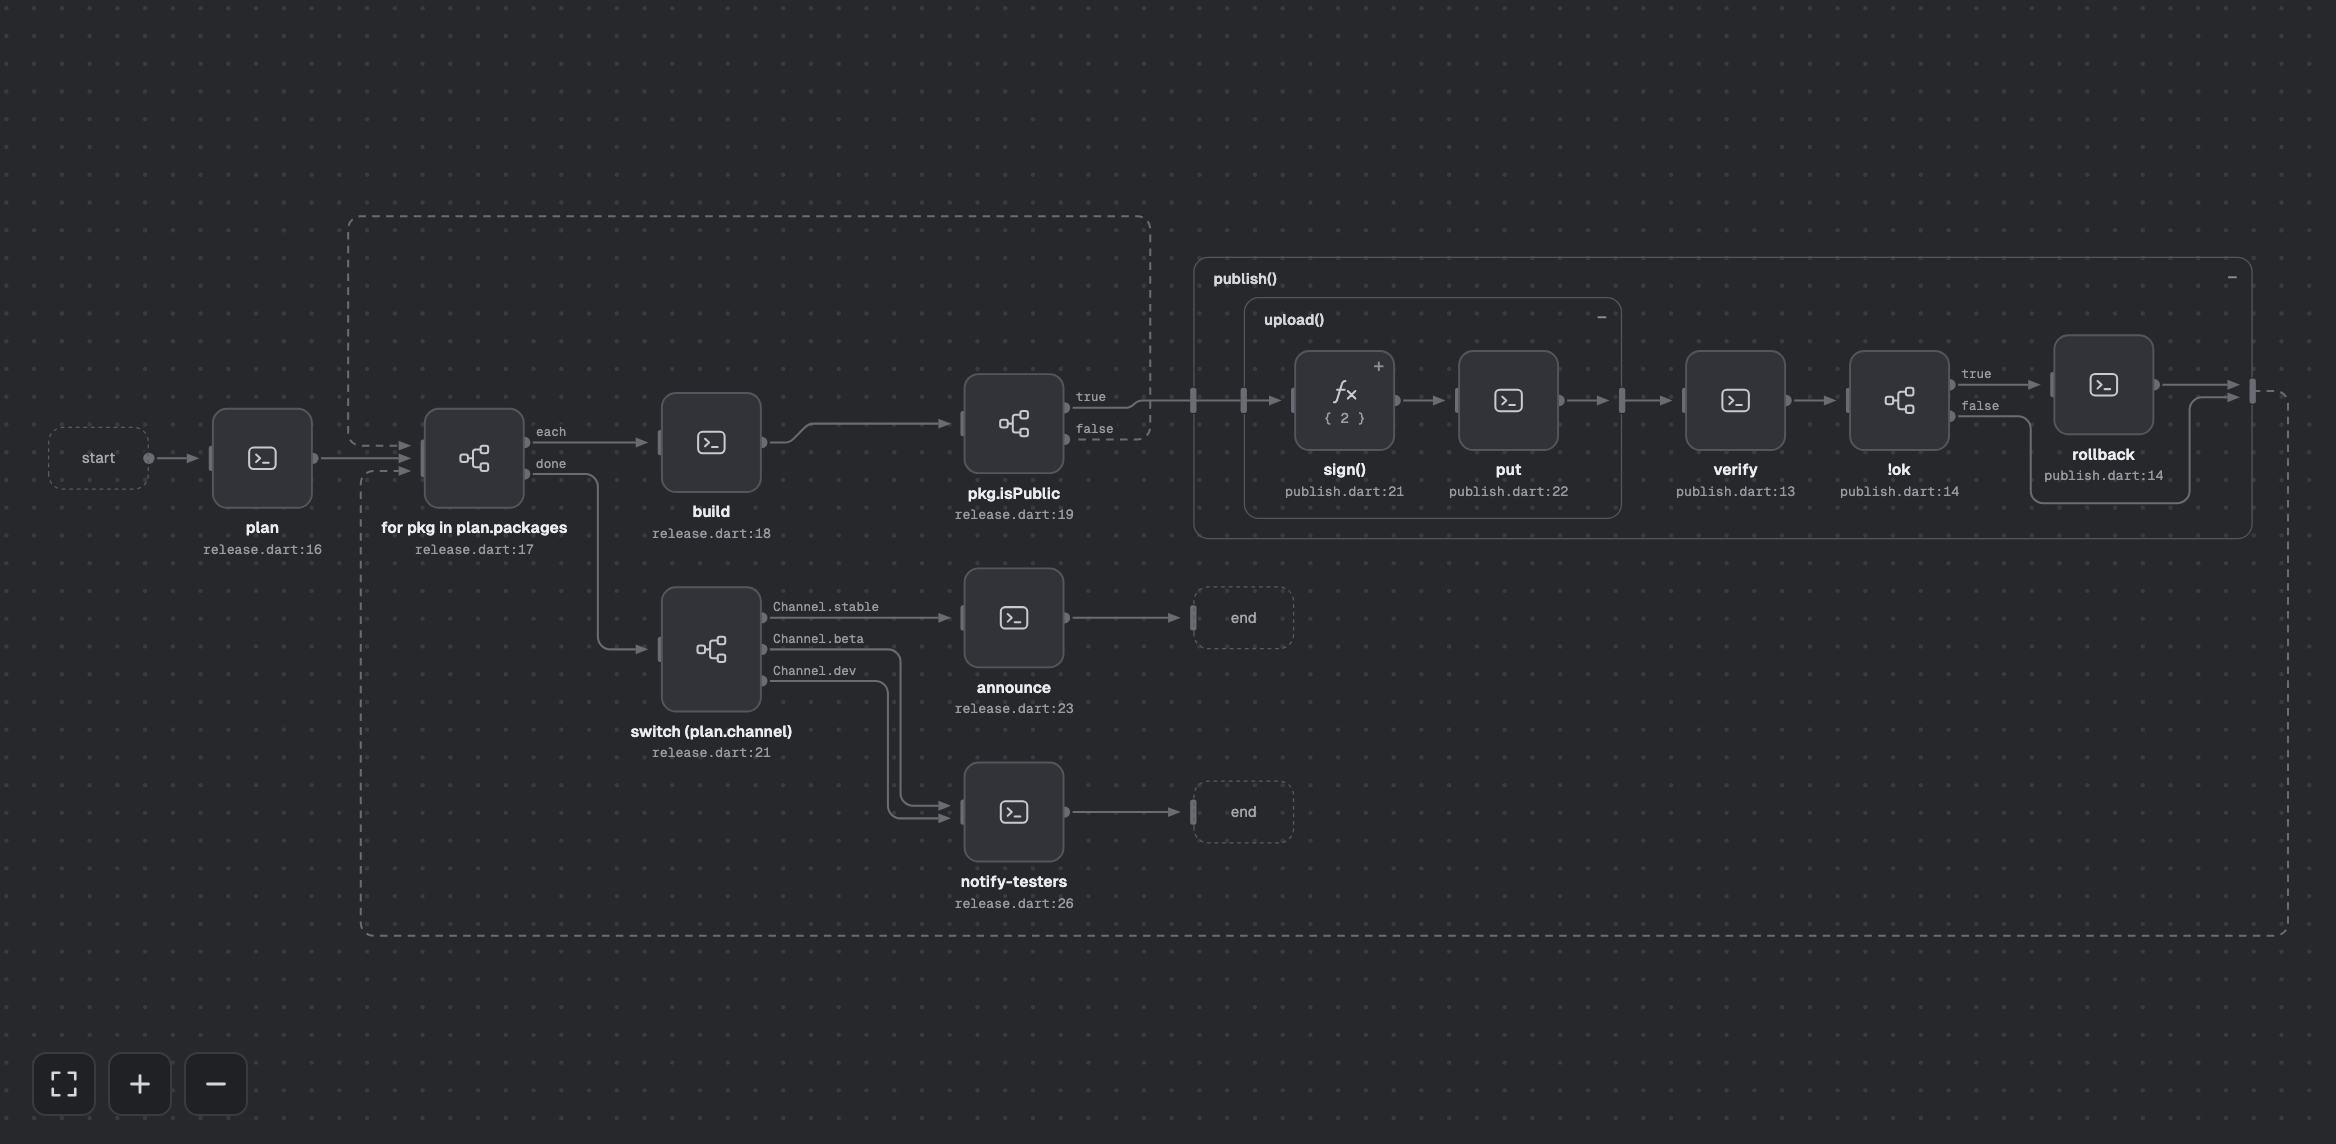 start
plan
release.dart:16
for pkg in plan.packages
release.dart:17
each
done
build
release.dart:18
pkg.isPublic
release.dart:19
true
false
publish()
−
upload()
−
+
fx
{ 2 }
sign()
publish.dart:21
put
publish.dart:22
verify
publish.dart:13
!ok
publish.dart:14
true
false
rollback
publish.dart:14
switch (plan.channel)
release.dart:21
Channel.stable
Channel.beta
Channel.dev
announce
release.dart:23
end
notify-testers
release.dart:26
end